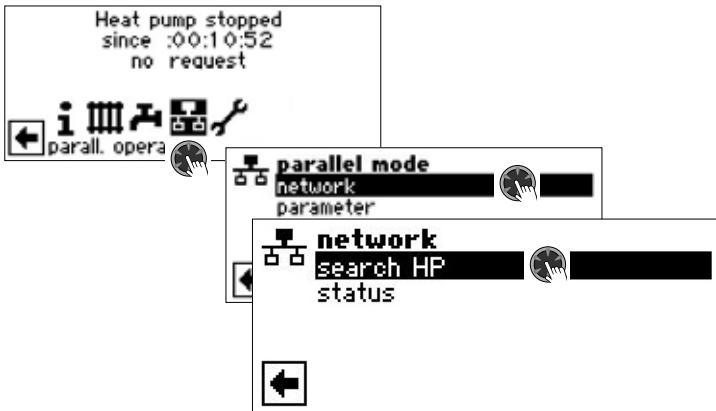 Heat pump stopped
since :00:10:52
no request
parall. opera
parallel mode
network
parameter
network
search HP
status